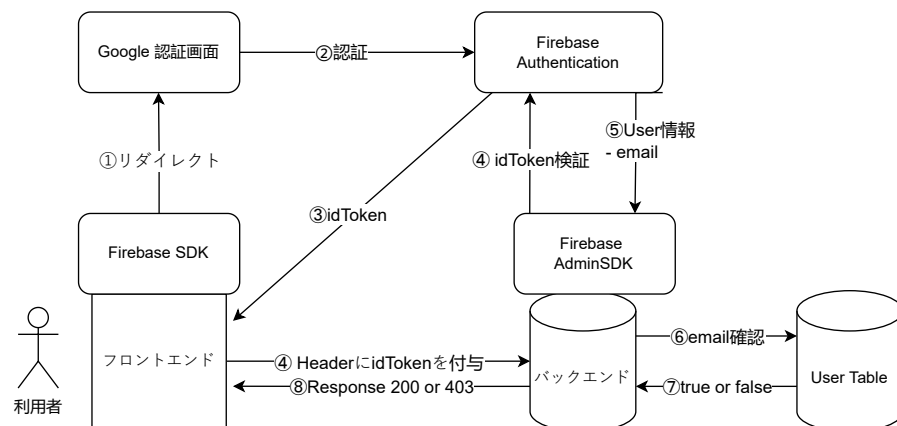 Google 認証画面
②認証
Firebase
Authentication
①リダイレクト
④ idToken検証
⑤User情報
- email
③idToken
Firebase SDK
Firebase
AdminSDK
利用者
フロントエンド
④ HeaderにidTokenを付与
⑧Response 200 or 403
バックエンド
⑥email確認
⑦true or false
User Table